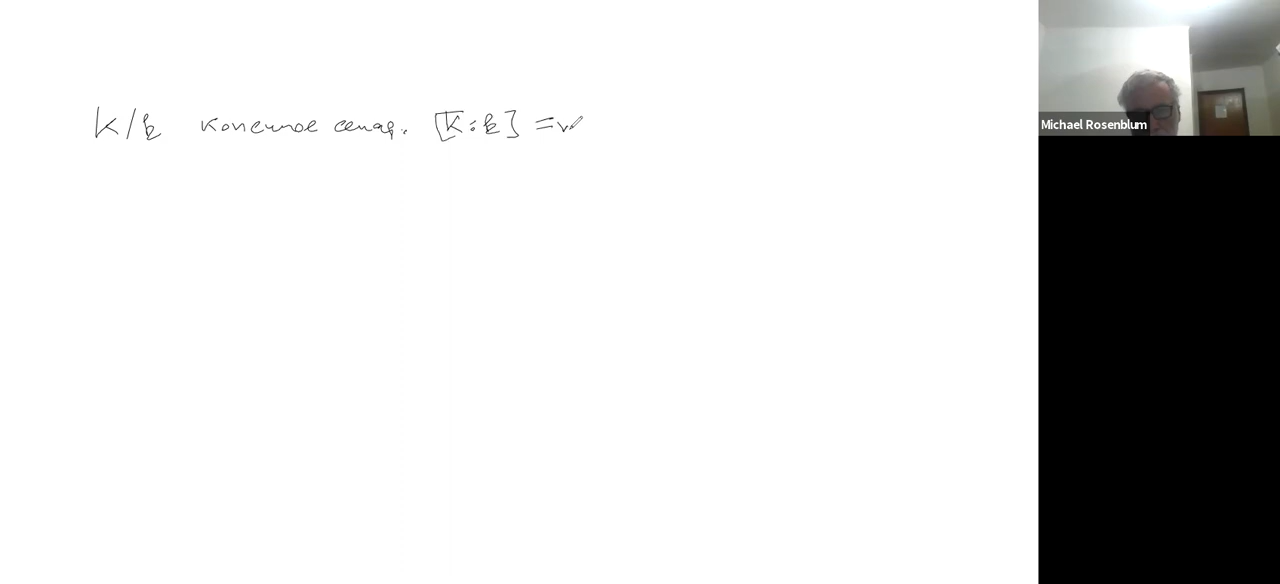 K/k конечное сепар. [K:k] = n
Michael Rosenblum